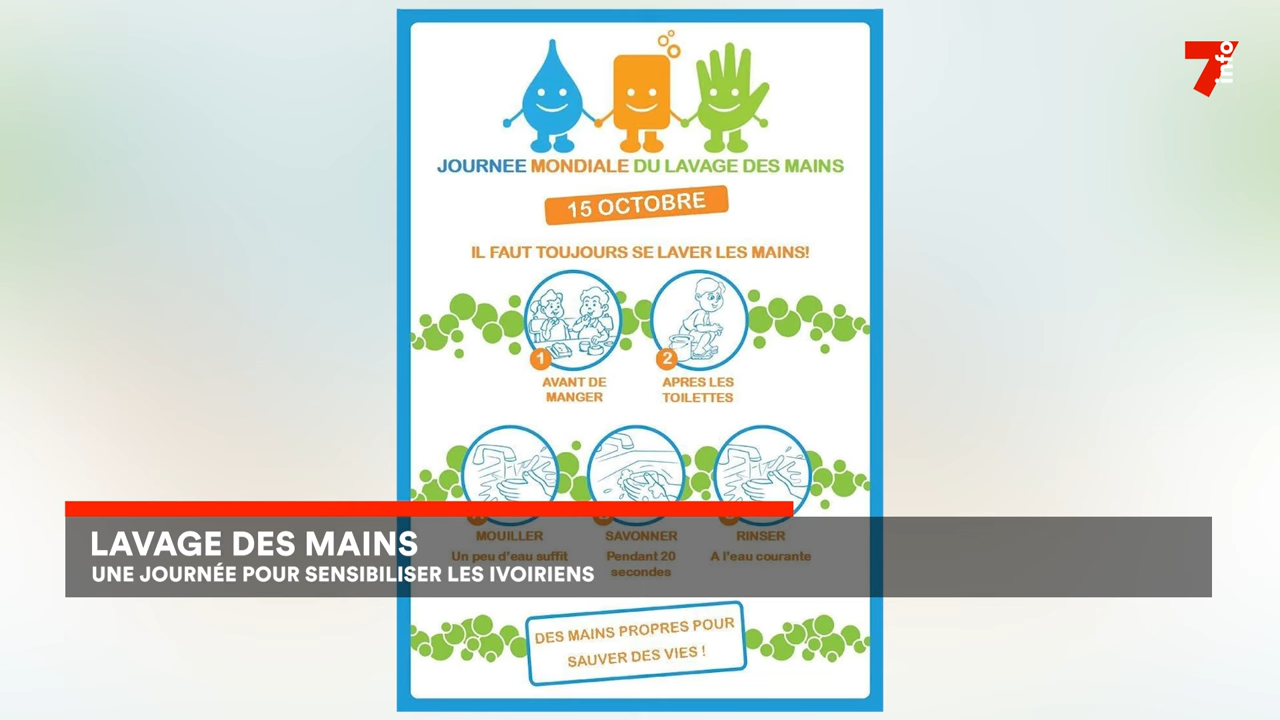 7info
JOURNEE MONDIALE DU LAVAGE DES MAINS
15 OCTOBRE
IL FAUT TOUJOURS SE LAVER LES MAINS!
1
2
AVANT DE
MANGER
APRES LES
TOILETTES
MOUILLER
Un peu d'eau suffit
SAVONNER
Pendant 20
secondes
RINSER
A l'eau courante
LAVAGE DES MAINS
UNE JOURNÉE POUR SENSIBILISER LES IVOIRIENS
DES MAINS PROPRES POUR
SAUVER DES VIES !